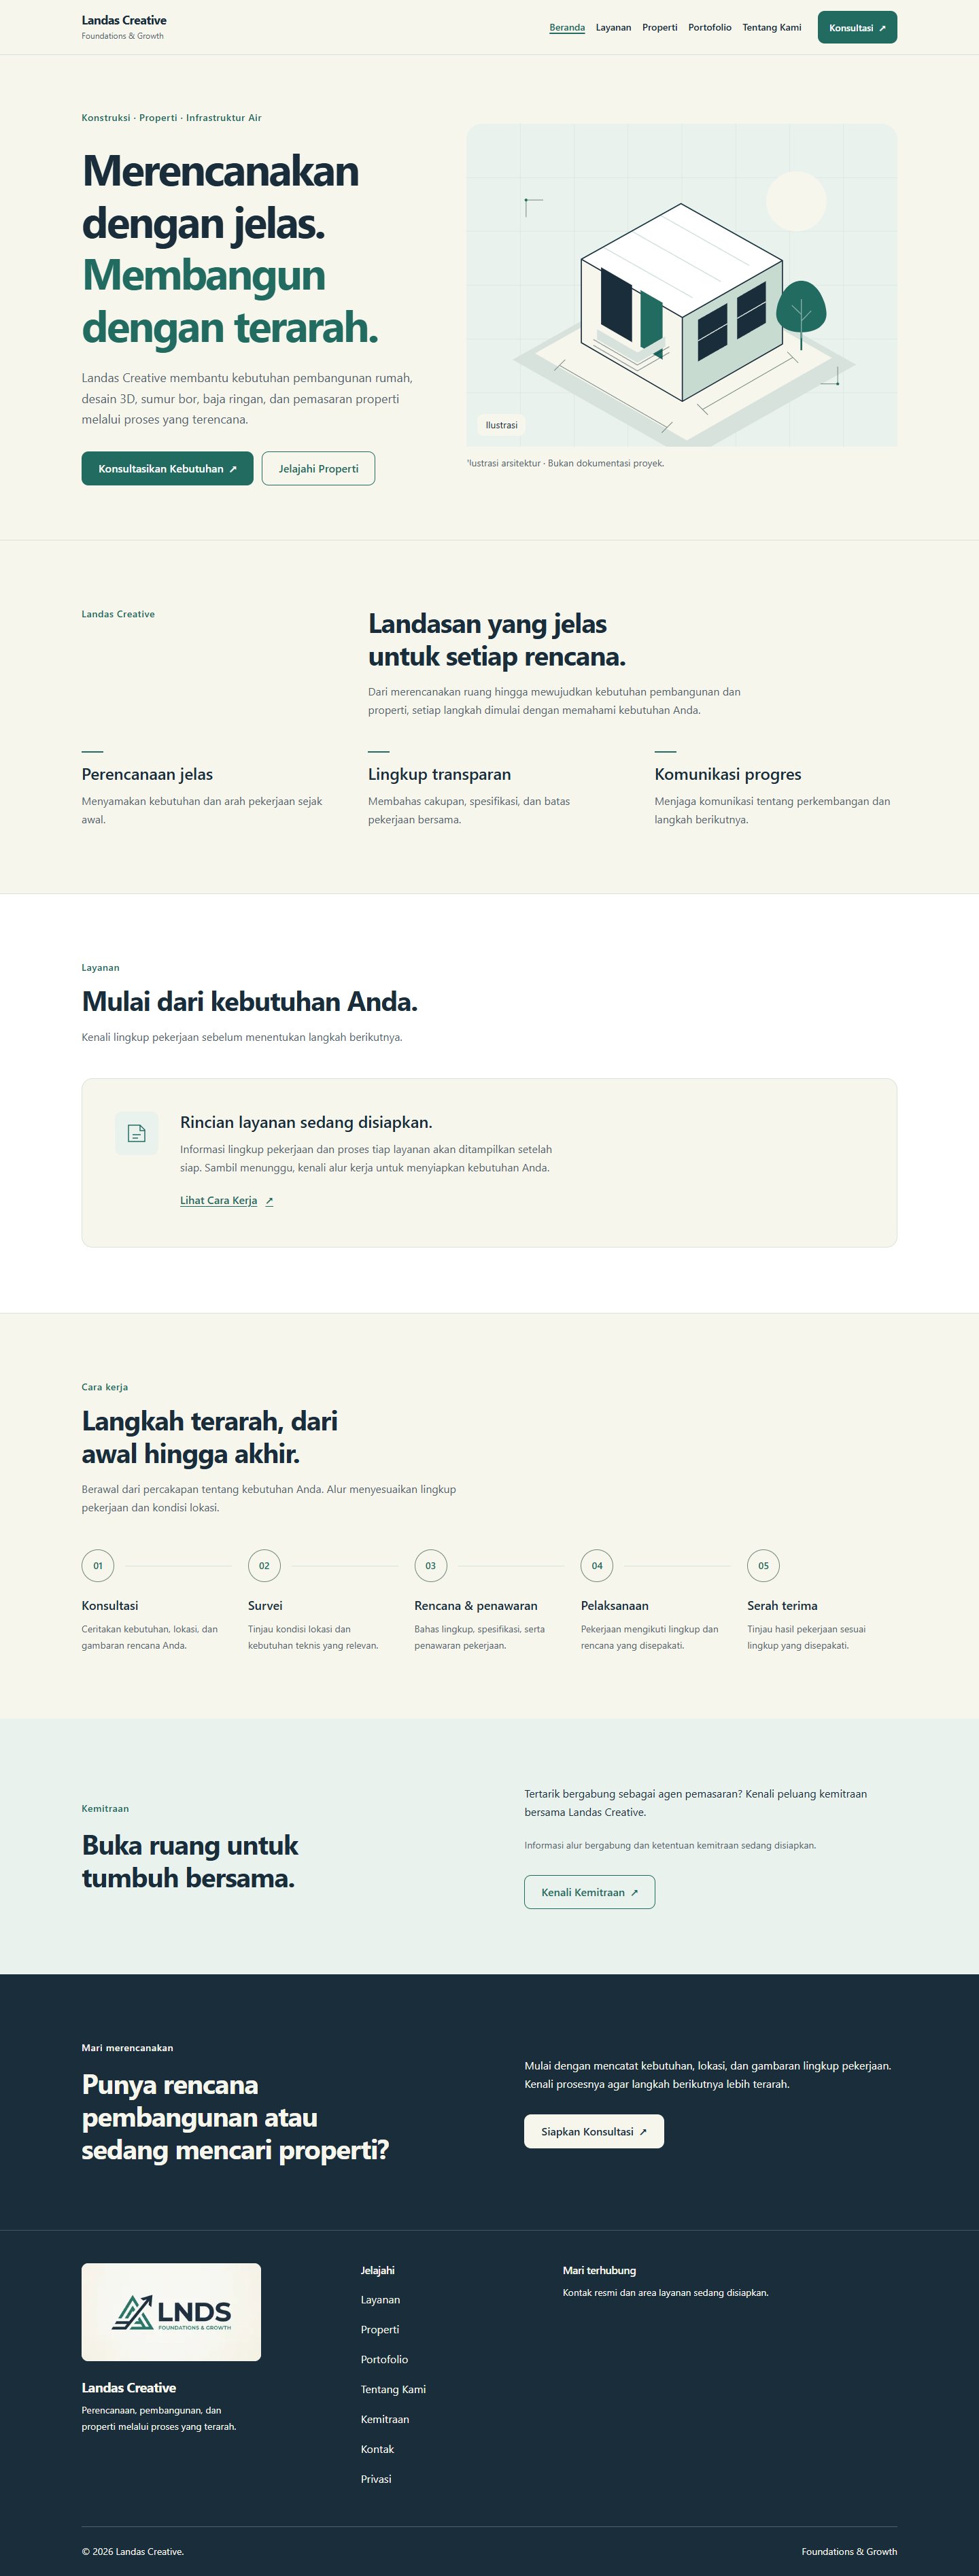 Landas Creative
Foundations & Growth
Beranda
Layanan
Properti
Portofolio
Tentang Kami
Konsultasi ↗
Konstruksi · Properti · Infrastruktur Air
Merencanakan
dengan jelas.
Membangun
dengan terarah.
Landas Creative membantu kebutuhan pembangunan rumah,
desain 3D, sumur bor, baja ringan, dan pemasaran properti
melalui proses yang terencana.
Konsultasikan Kebutuhan ↗
Jelajahi Properti
Ilustrasi
Ilustrasi arsitektur · Bukan dokumentasi proyek.
Landas Creative
Landasan yang jelas
untuk setiap rencana.
Dari merencanakan ruang hingga mewujudkan kebutuhan pembangunan dan
properti, setiap langkah dimulai dengan memahami kebutuhan Anda.
Perencanaan jelas
Menyamakan kebutuhan dan arah pekerjaan sejak
awal.
Lingkup transparan
Membahas cakupan, spesifikasi, dan batas
pekerjaan bersama.
Komunikasi progres
Menjaga komunikasi tentang perkembangan dan
langkah berikutnya.
Layanan
Mulai dari kebutuhan Anda.
Kenali lingkup pekerjaan sebelum menentukan langkah berikutnya.
Rincian layanan sedang disiapkan.
Informasi lingkup pekerjaan dan proses tiap layanan akan ditampilkan setelah
siap. Sambil menunggu, kenali alur kerja untuk menyiapkan kebutuhan Anda.
Lihat Cara Kerja ↗
Cara kerja
Langkah terarah, dari
awal hingga akhir.
Berawal dari percakapan tentang kebutuhan Anda. Alur menyesuaikan lingkup
pekerjaan dan kondisi lokasi.
01
Konsultasi
Ceritakan kebutuhan, lokasi, dan
gambaran rencana Anda.
02
Survei
Tinjau kondisi lokasi dan
kebutuhan teknis yang relevan.
03
Rencana & penawaran
Bahas lingkup, spesifikasi, serta
penawaran pekerjaan.
04
Pelaksanaan
Pekerjaan mengikuti lingkup dan
rencana yang disepakati.
05
Serah terima
Tinjau hasil pekerjaan sesuai
lingkup yang disepakati.
Kemitraan
Buka ruang untuk
tumbuh bersama.
Tertarik bergabung sebagai agen pemasaran? Kenali peluang kemitraan
bersama Landas Creative.
Informasi alur bergabung dan ketentuan kemitraan sedang disiapkan.
Kenali Kemitraan ↗
Mari merencanakan
Punya rencana
pembangunan atau
sedang mencari properti?
Mulai dengan mencatat kebutuhan, lokasi, dan gambaran lingkup pekerjaan.
Kenali prosesnya agar langkah berikutnya lebih terarah.
Siapkan Konsultasi ↗
LNDS
FOUNDATIONS & GROWTH
Landas Creative
Perencanaan, pembangunan, dan
properti melalui proses yang terarah.
Jelajahi
Layanan
Properti
Portofolio
Tentang Kami
Kemitraan
Kontak
Privasi
Mari terhubung
Kontak resmi dan area layanan sedang disiapkan.
© 2026 Landas Creative.
Foundations & Growth